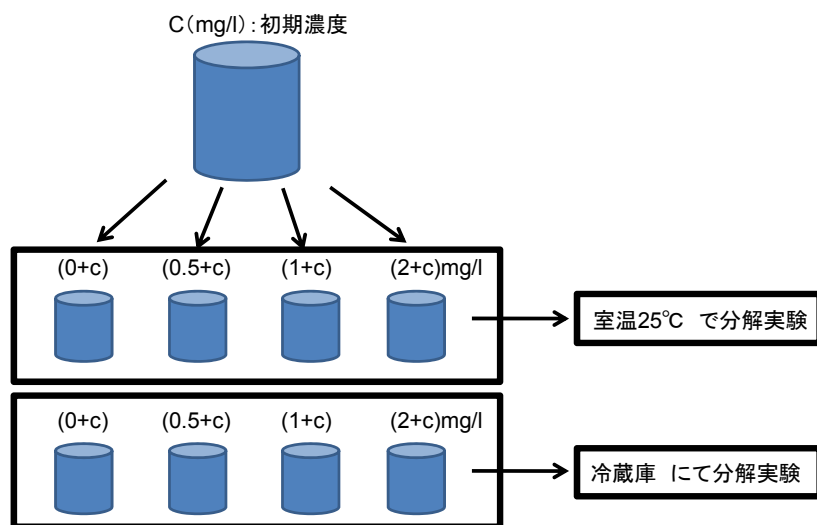 C(mg/l):初期濃度
(0+c) (0.5+c) (1+c) (2+c)mg/l
室温25℃ で分解実験
(0+c) (0.5+c) (1+c) (2+c)mg/l
冷蔵庫 にて分解実験